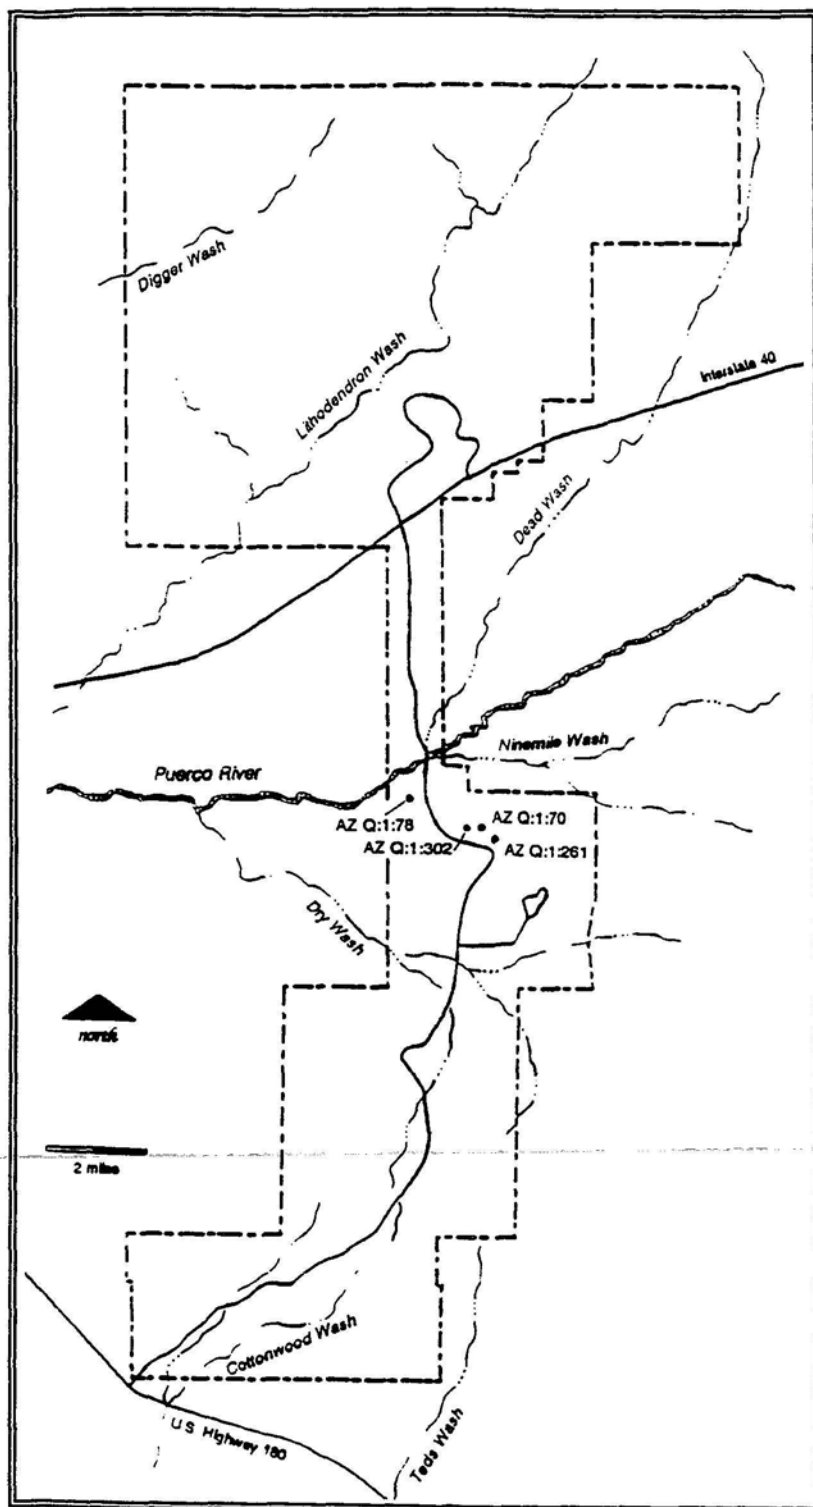 Digger Wash
Lithodendron Wash
Interstate 40
Dead Wash
Ninemile Wash
Puerco River
AZ Q:1:78
AZ Q:1:70
AZ Q:1:302
AZ Q:1:261
Dry Wash
north
2 miles
Cottonwood Wash
U.S. Highway 180
Teds Wash